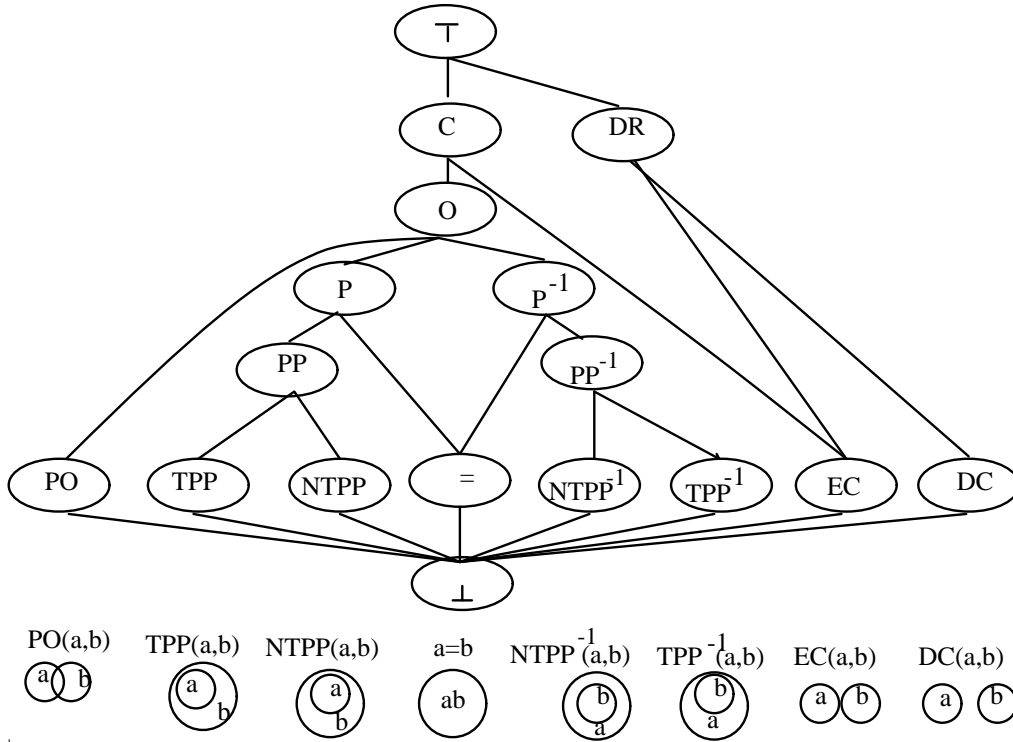 ⊤
C DR
O
P P⁻¹
PP PP⁻¹
PO TPP NTPP = NTPP⁻¹ TPP⁻¹ EC DC
⊥
PO(a,b) TPP(a,b) NTPP(a,b) a=b NTPP⁻¹(a,b) TPP⁻¹(a,b) EC(a,b) DC(a,b)
a b a b a b ab b a b a a b a b